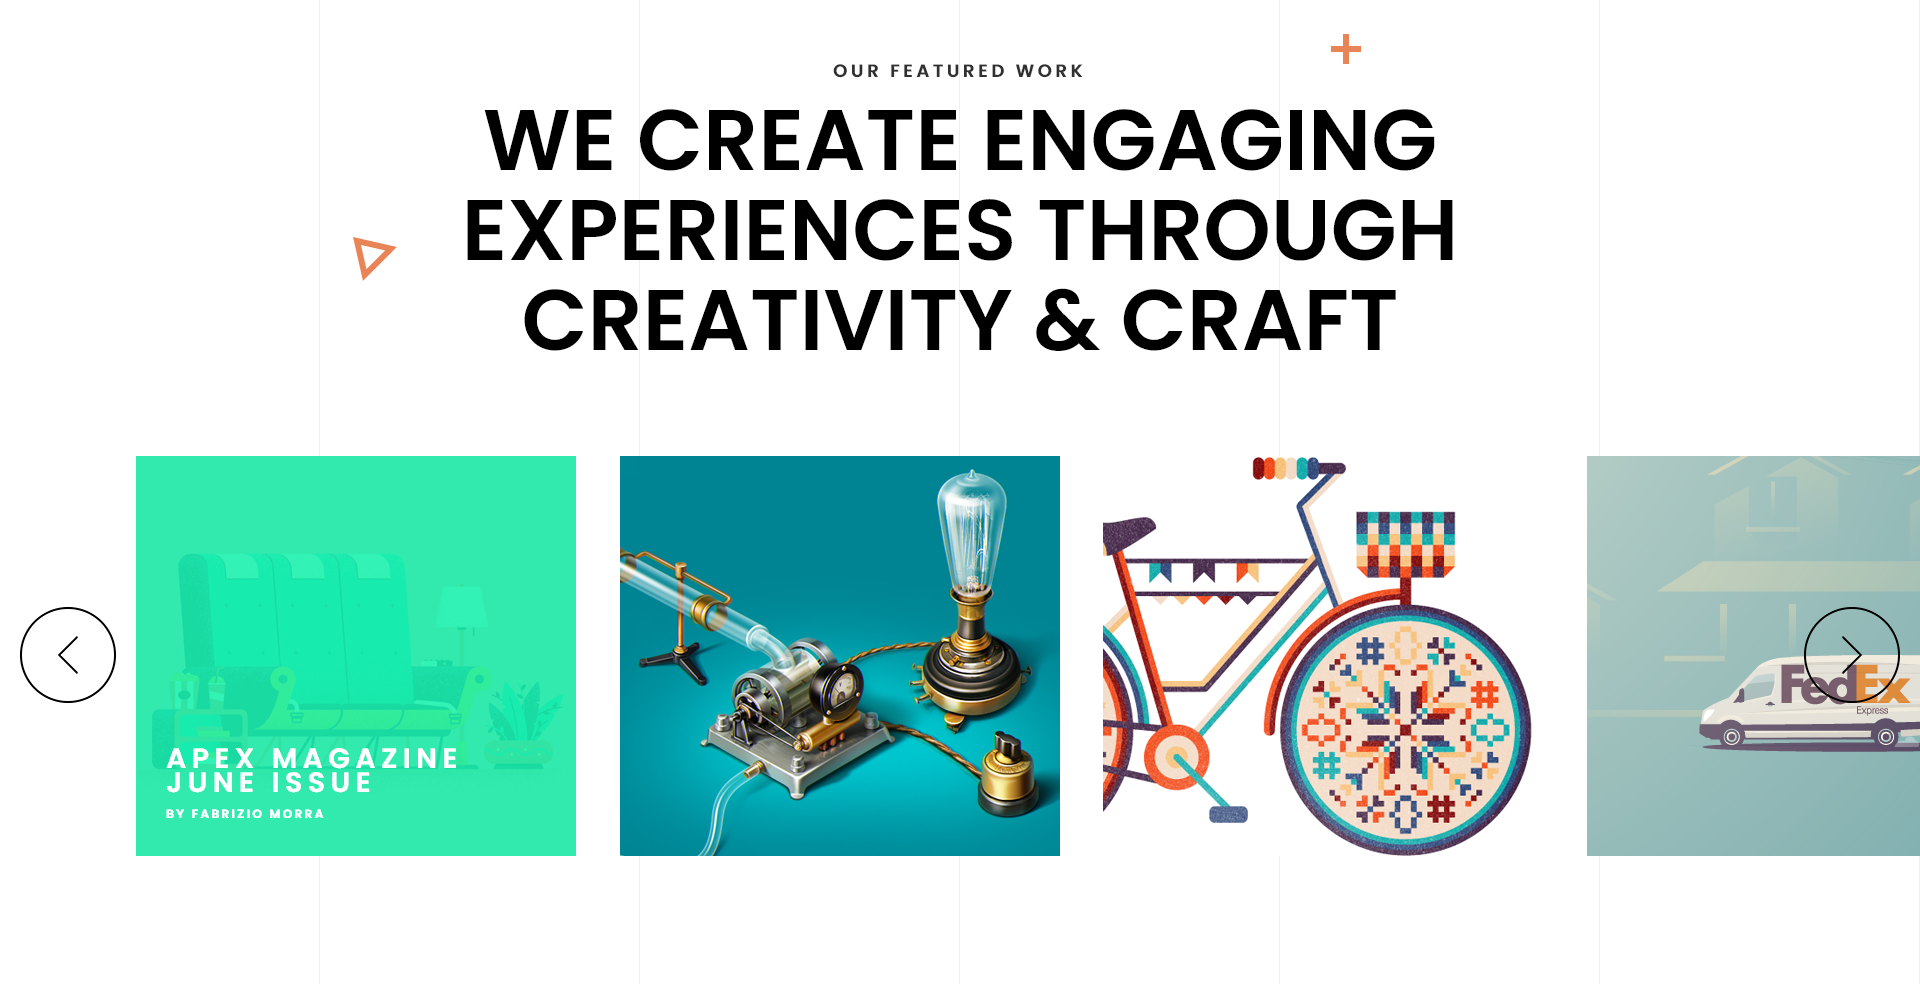 OUR FEATURED WORK
WE CREATE ENGAGING
EXPERIENCES THROUGH
CREATIVITY & CRAFT
APEX MAGAZINE
JUNE ISSUE
BY FABRIZIO MORRA
FedEx
Express